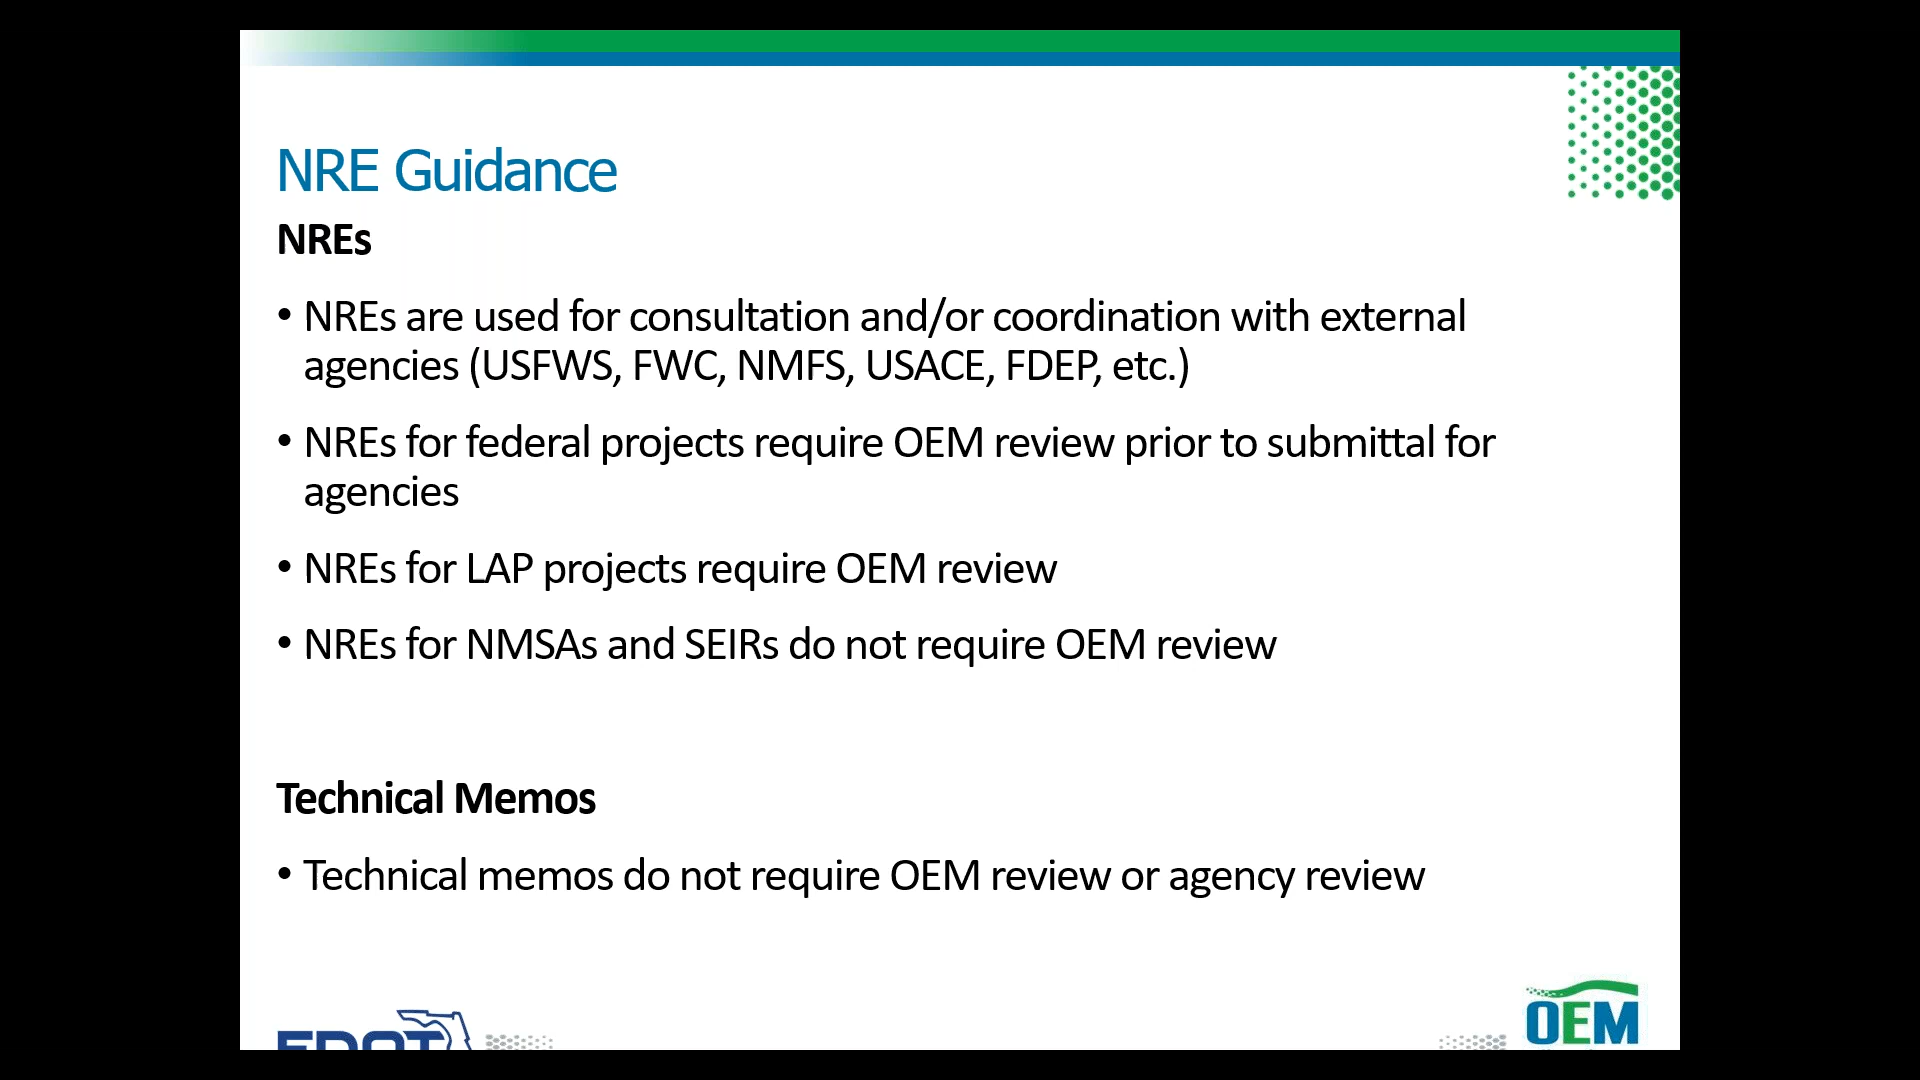 NRE Guidance
NREs
• NREs are used for consultation and/or coordination with external
agencies (USFWS, FWC, NMFS, USACE, FDEP, etc.)
• NREs for federal projects require OEM review prior to submittal for
agencies
• NREs for LAP projects require OEM review
• NREs for NMSAs and SEIRs do not require OEM review
Technical Memos
• Technical memos do not require OEM review or agency review
FDOT
OEM